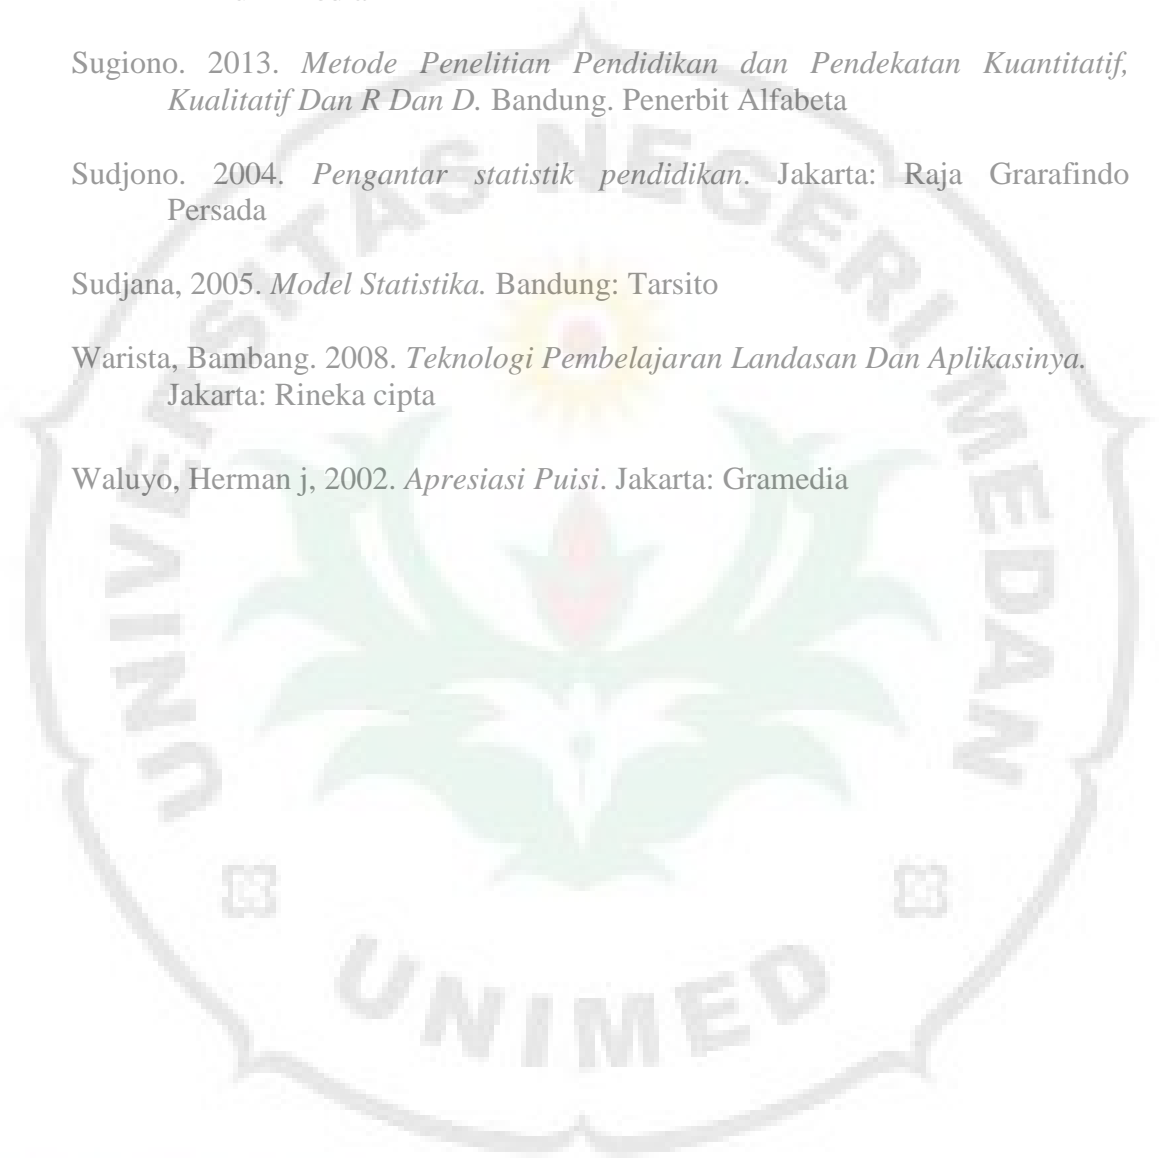 Sugiono. 2013. Metode Penelitian Pendidikan dan Pendekatan Kuantitatif,
Kualitatif Dan R Dan D. Bandung. Penerbit Alfabeta
Sudjono. 2004. Pengantar statistik pendidikan. Jakarta: Raja Grarafindo
Persada
Sudjana, 2005. Model Statistika. Bandung: Tarsito
Warista, Bambang. 2008. Teknologi Pembelajaran Landasan Dan Aplikasinya.
Jakarta: Rineka cipta
Waluyo, Herman j, 2002. Apresiasi Puisi. Jakarta: Gramedia
UNIVERSITAS NEGERI MEDAN
UNIMED